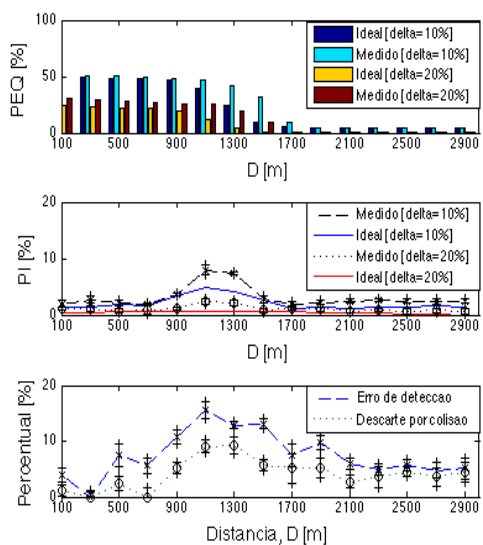 PEQ [%]
100
50
0
Ideal [delta=10%]
Medido [delta=10%]
Ideal [delta=20%]
Medido [delta=20%]
100 500 900 1300 1700 2100 2500 2900
D [m]
PI [%]
20
10
0
Medido [delta=10%]
Ideal [delta=10%]
Medido [delta=20%]
Ideal [delta=20%]
100 500 900 1300 1700 2100 2500 2900
D [m]
Percentual [%]
20
10
0
Erro de deteccao
Descarte por colisao
100 500 900 1300 1700 2100 2500 2900
Distancia, D [m]